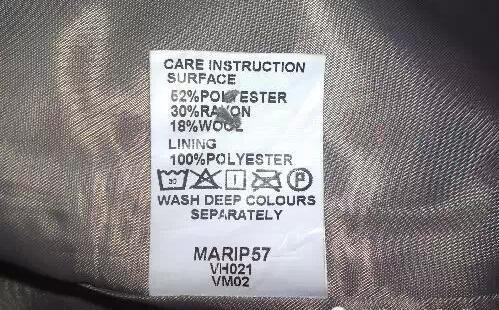 CARE INSTRUCTION
SURFACE
52%POLYESTER
30%RAYON
18%WOOL
LINING
100%POLYESTER
30 P
WASH DEEP COLOURS
SEPARATELY
MARIP57
VH021
VM02